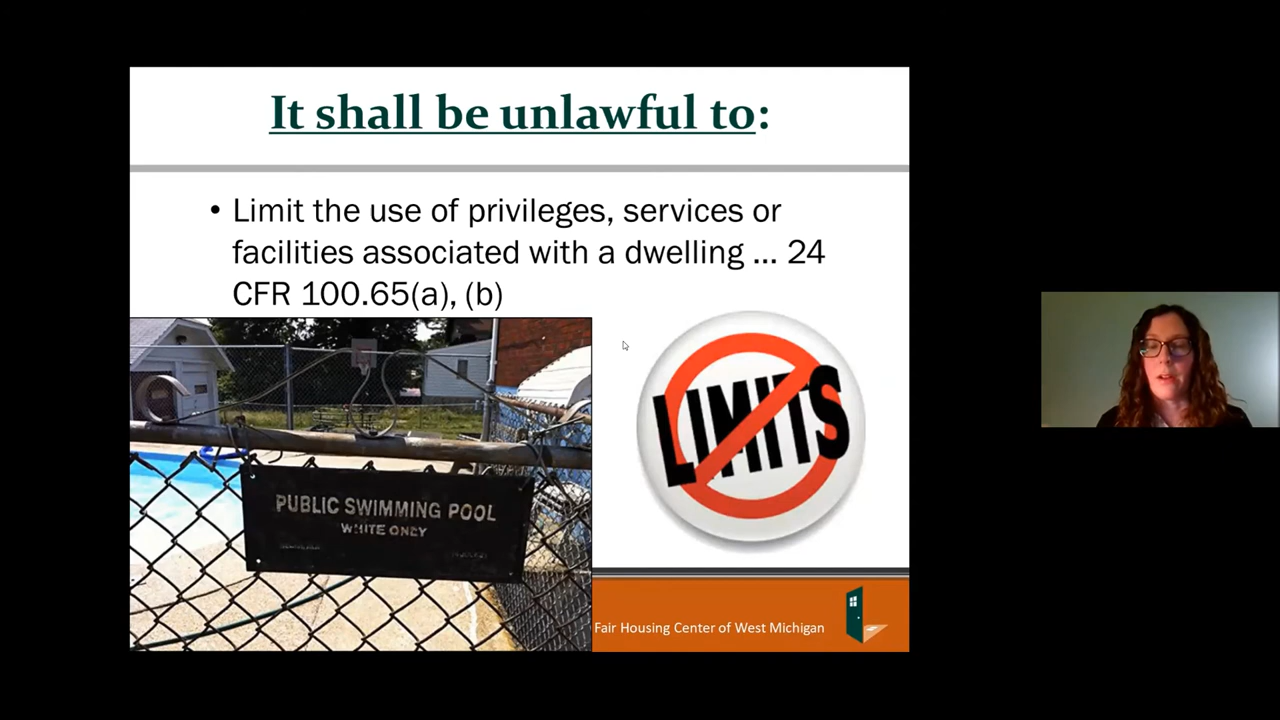 It shall be unlawful to:
• Limit the use of privileges, services or
facilities associated with a dwelling ... 24
CFR 100.65(a), (b)
LIMITS
PUBLIC SWIMMING POOL
WHITE ONLY
Fair Housing Center of West Michigan